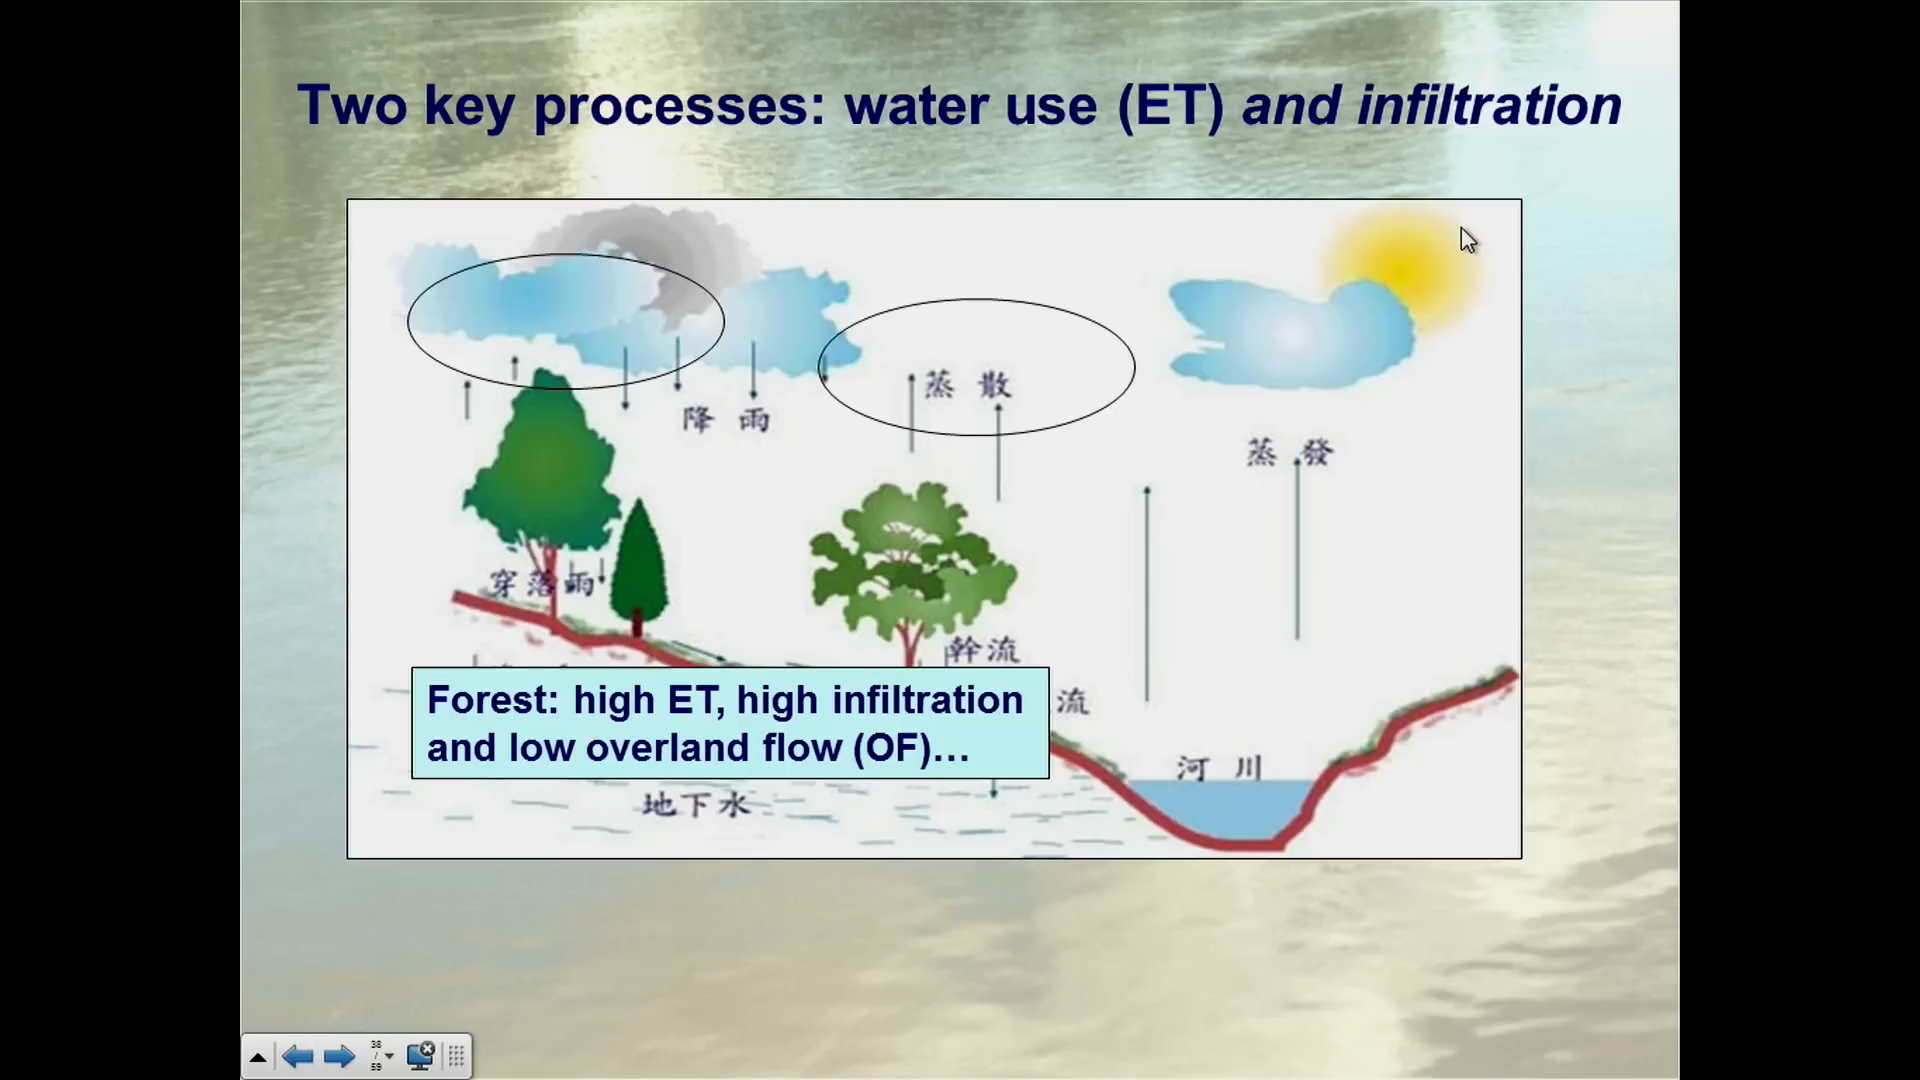 Two key processes: water use (ET) and infiltration
蒸 散
降 雨
蒸 發
穿落雨
幹流
Forest: high ET, high infiltration
and low overland flow (OF)…
流
河 川
地下水
38
/
59